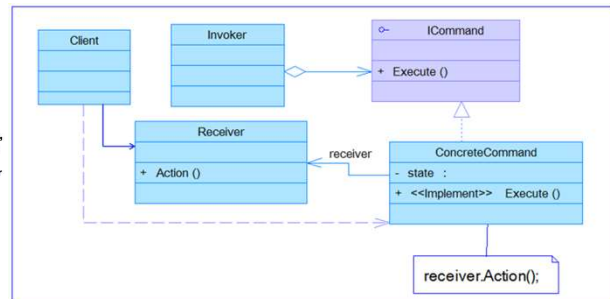 Client
Invoker
ICommand
+ Execute ()
Receiver
+ Action ()
receiver
ConcreteCommand
- state :
+ <<Implement>> Execute ()
receiver.Action();